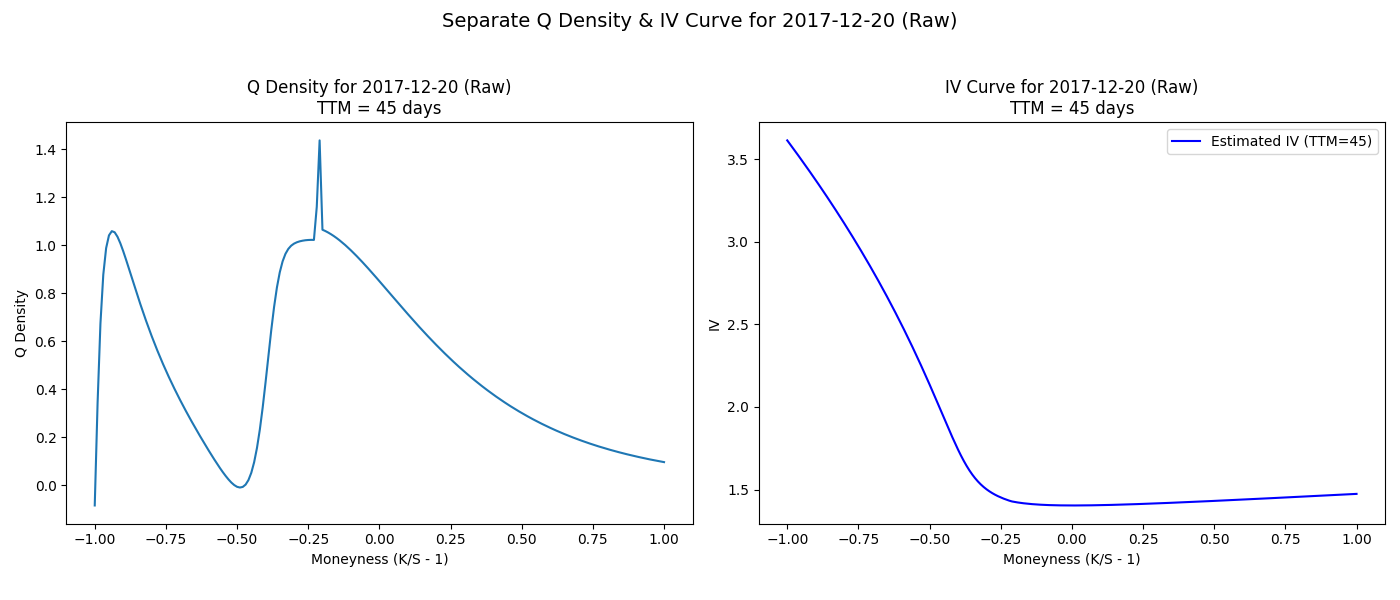 Separate Q Density & IV Curve for 2017-12-20 (Raw)
Q Density for 2017-12-20 (Raw)
TTM = 45 days
1.4
1.2
1.0
0.8
0.6
0.4
0.2
0.0
Q Density
−1.00 −0.75 −0.50 −0.25 0.00 0.25 0.50 0.75 1.00
Moneyness (K/S - 1)
IV Curve for 2017-12-20 (Raw)
TTM = 45 days
Estimated IV (TTM=45)
3.5
3.0
2.5
2.0
1.5
IV
−1.00 −0.75 −0.50 −0.25 0.00 0.25 0.50 0.75 1.00
Moneyness (K/S - 1)